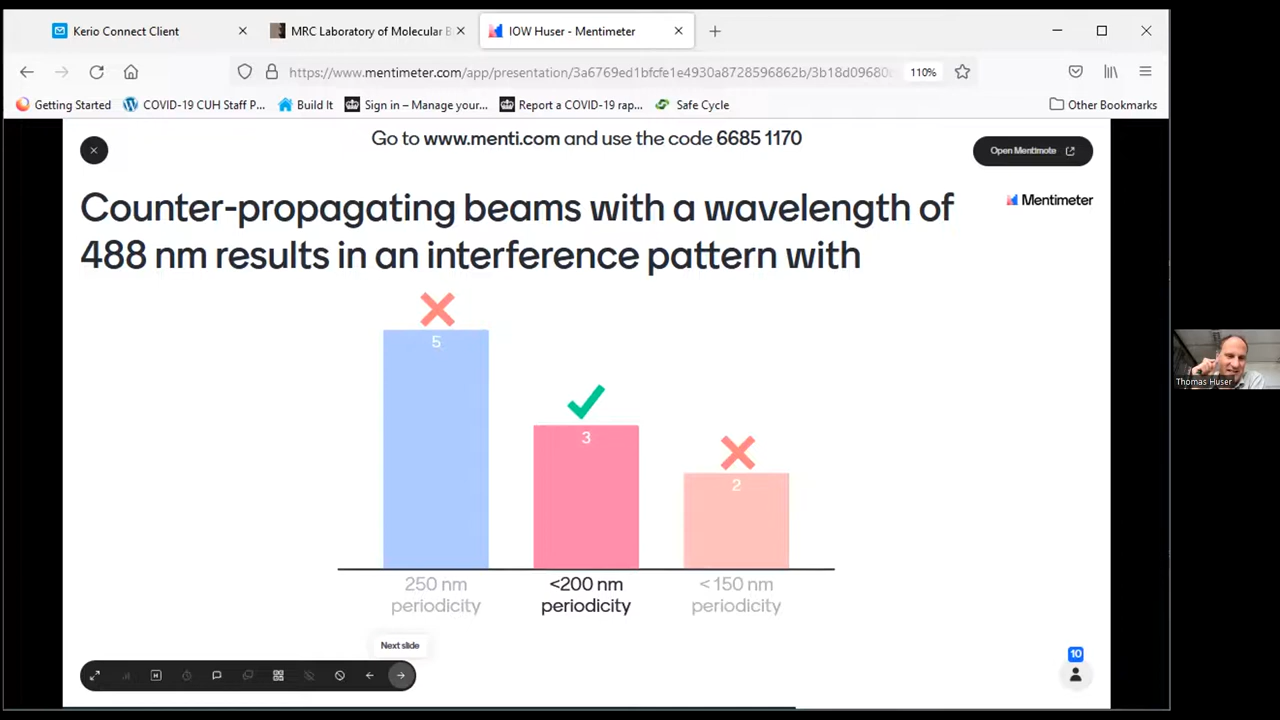 Kerio Connect Client
MRC Laboratory of Molecular B
IOW Huser - Mentimeter
https://www.mentimeter.com/app/presentation/3a6769ed1bfcfe1e4930a8728596862b/3b18d09680
110%
Getting Started
COVID-19 CUH Staff P...
Build It
Sign in – Manage your...
Report a COVID-19 rap...
Safe Cycle
Other Bookmarks
Go to www.menti.com and use the code 6685 1170
Open Mentimote
Mentimeter
Counter-propagating beams with a wavelength of
488 nm results in an interference pattern with
5
3
2
250 nm
periodicity
<200 nm
periodicity
< 150 nm
periodicity
Next slide
10
Thomas Huser